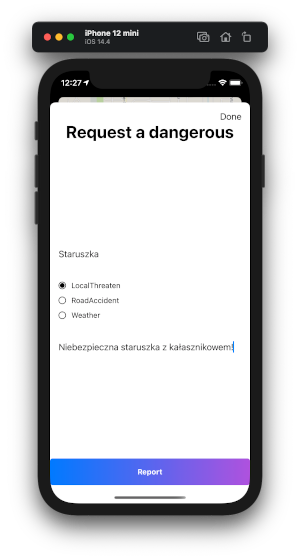 iPhone 12 mini
iOS 14.4
12:27
Done
Request a dangerous
Staruszka
LocalThreaten
RoadAccident
Weather
Niebezpieczna staruszka z kałasznikowem!
Report